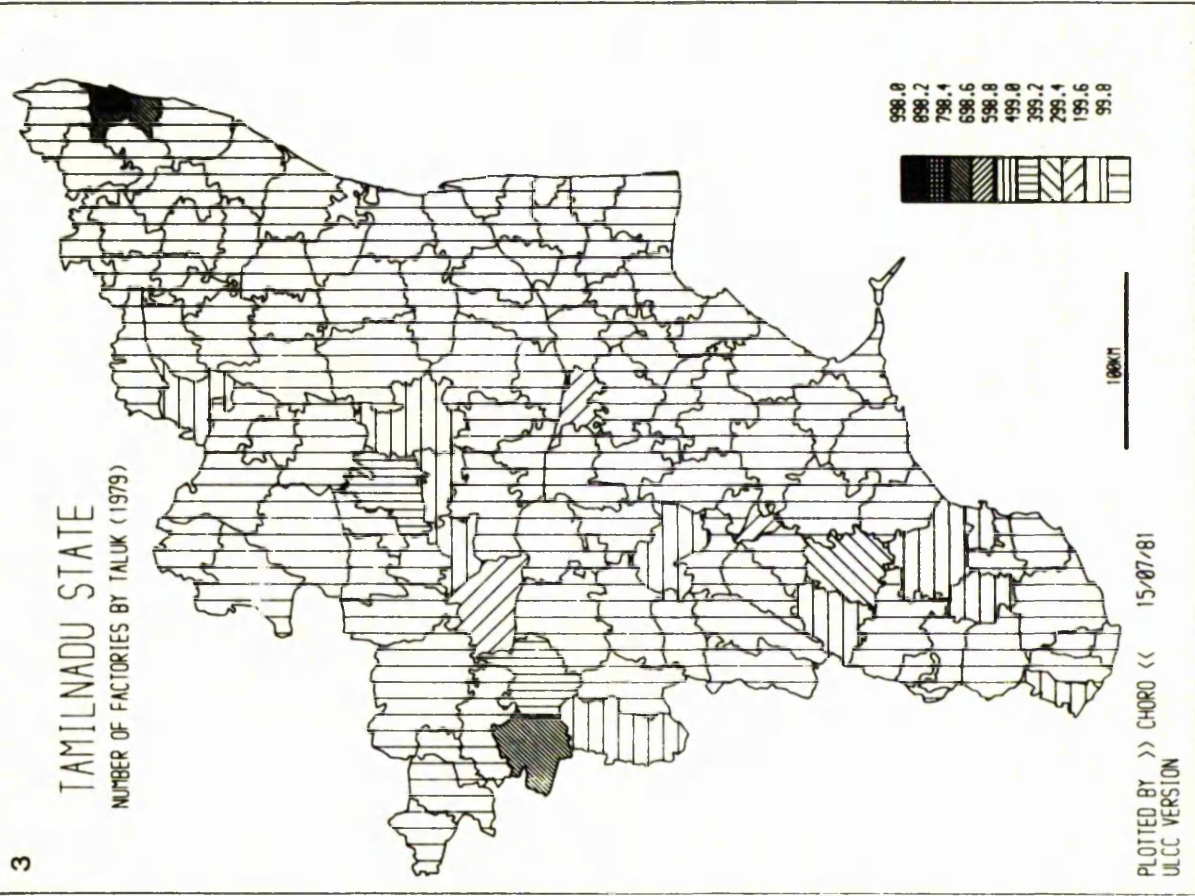 3
TAMILNADU STATE
NUMBER OF FACTORIES BY TALUK (1979)
998.0
898.2
798.4
698.6
598.8
499.0
399.2
299.4
199.6
99.8
100KM
PLOTTED BY >> CHORO << 15/07/81
ULCC VERSION